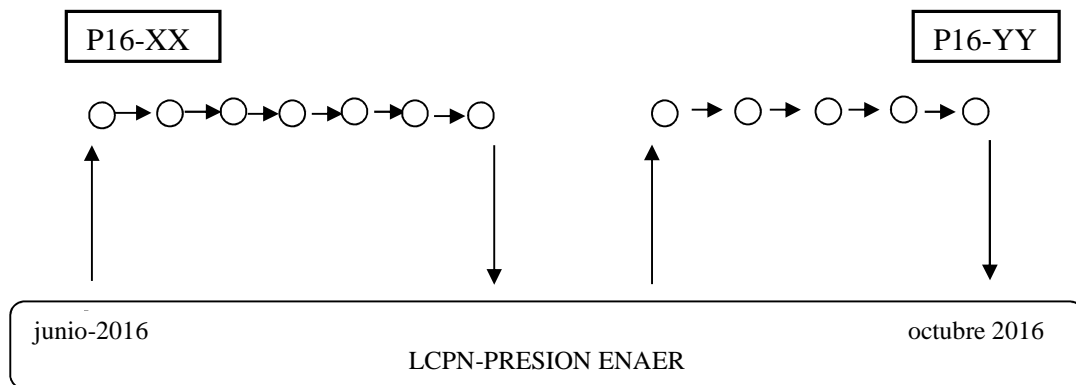 P16-XX
P16-YY
junio-2016
octubre 2016
LCPN-PRESION ENAER